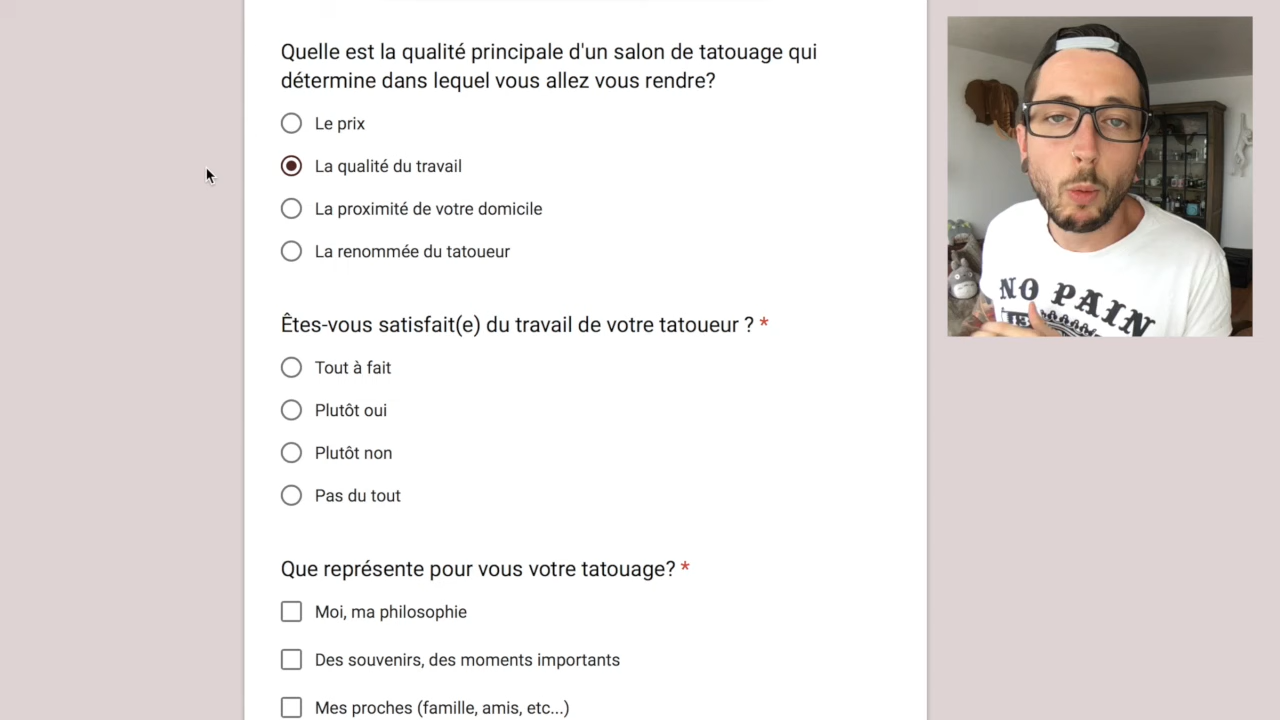 Quelle est la qualité principale d'un salon de tatouage qui
détermine dans lequel vous allez vous rendre?
Le prix
La qualité du travail
La proximité de votre domicile
La renommée du tatoueur
Êtes-vous satisfait(e) du travail de votre tatoueur ? *
Tout à fait
Plutôt oui
Plutôt non
Pas du tout
Que représente pour vous votre tatouage? *
Moi, ma philosophie
Des souvenirs, des moments importants
Mes proches (famille, amis, etc...)
NO PAIN